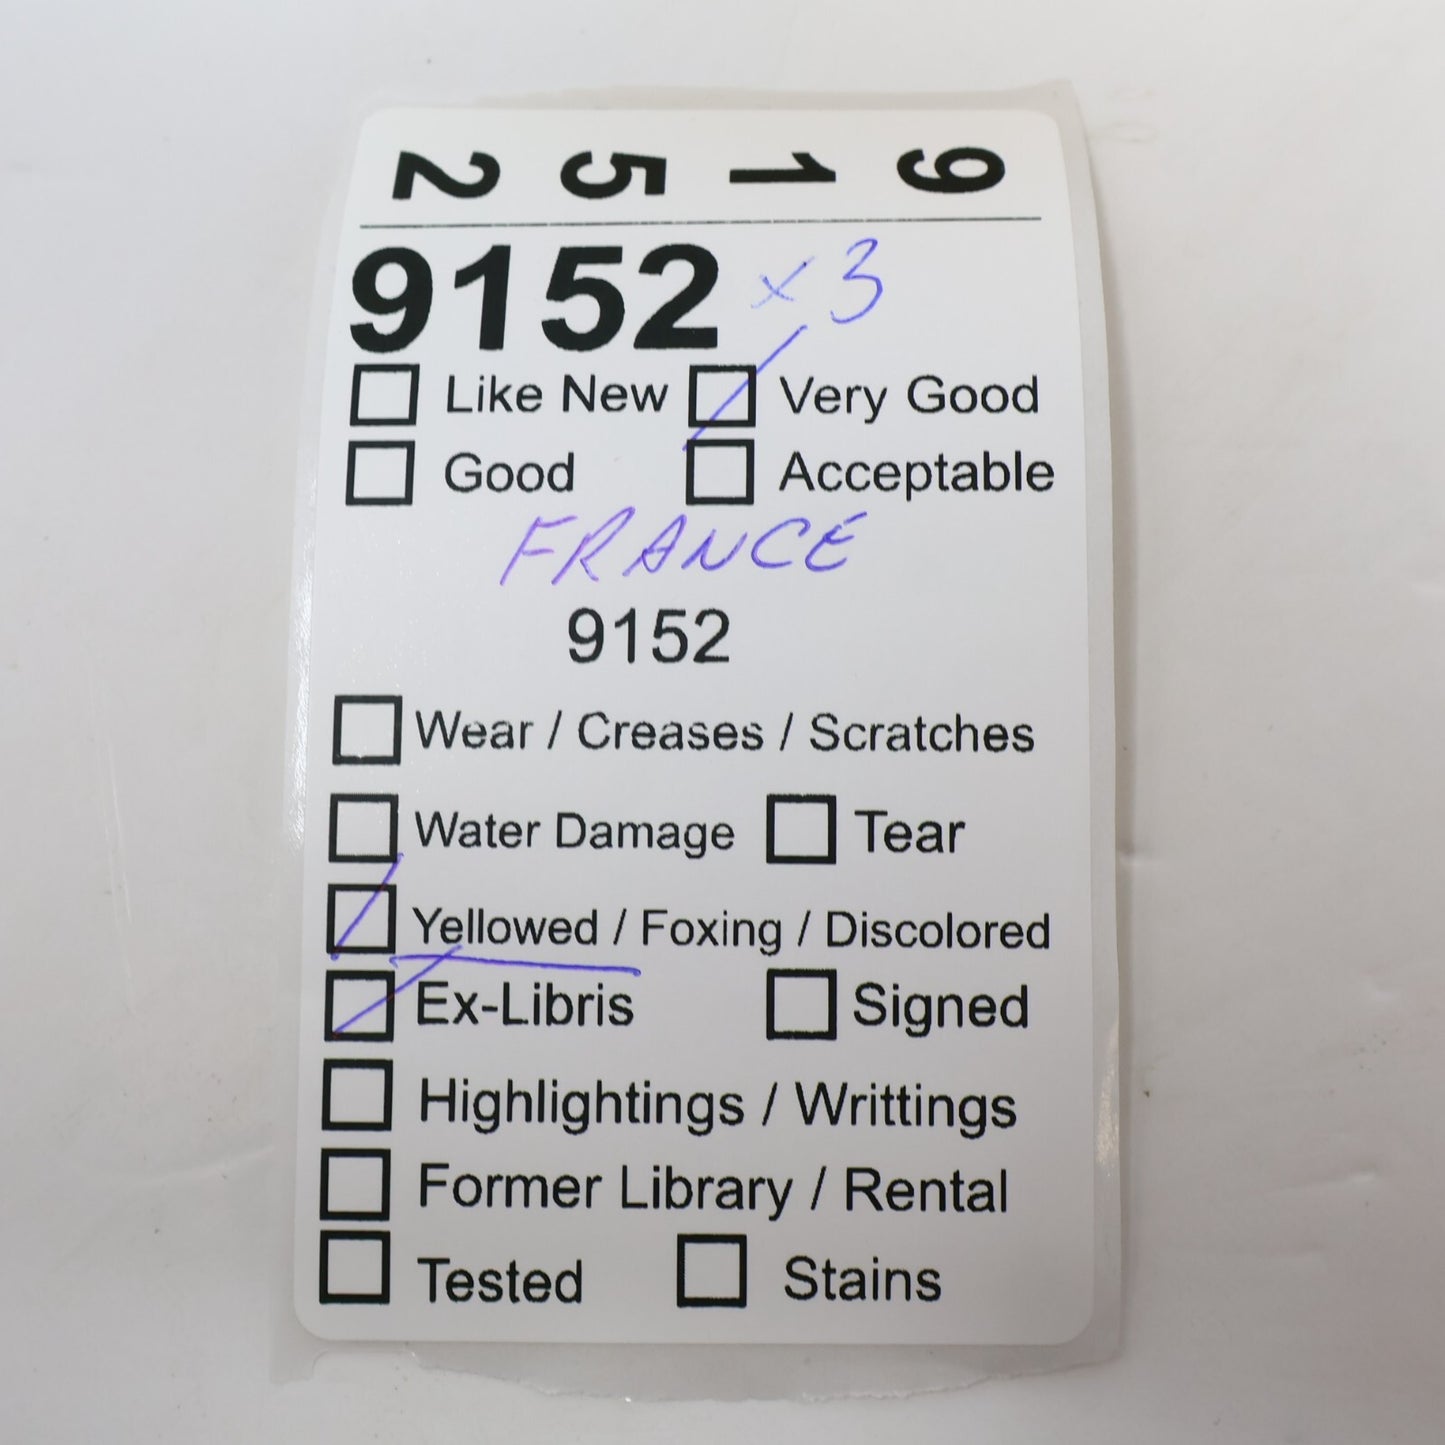 9 1 5 2
9152 x 3
Like New Very Good
Good Acceptable
FRANCE
9152
Wear / Creases / Scratches
Water Damage Tear
Yellowed / Foxing / Discolored
Ex-Libris Signed
Highlightings / Writtings
Former Library / Rental
Tested Stains